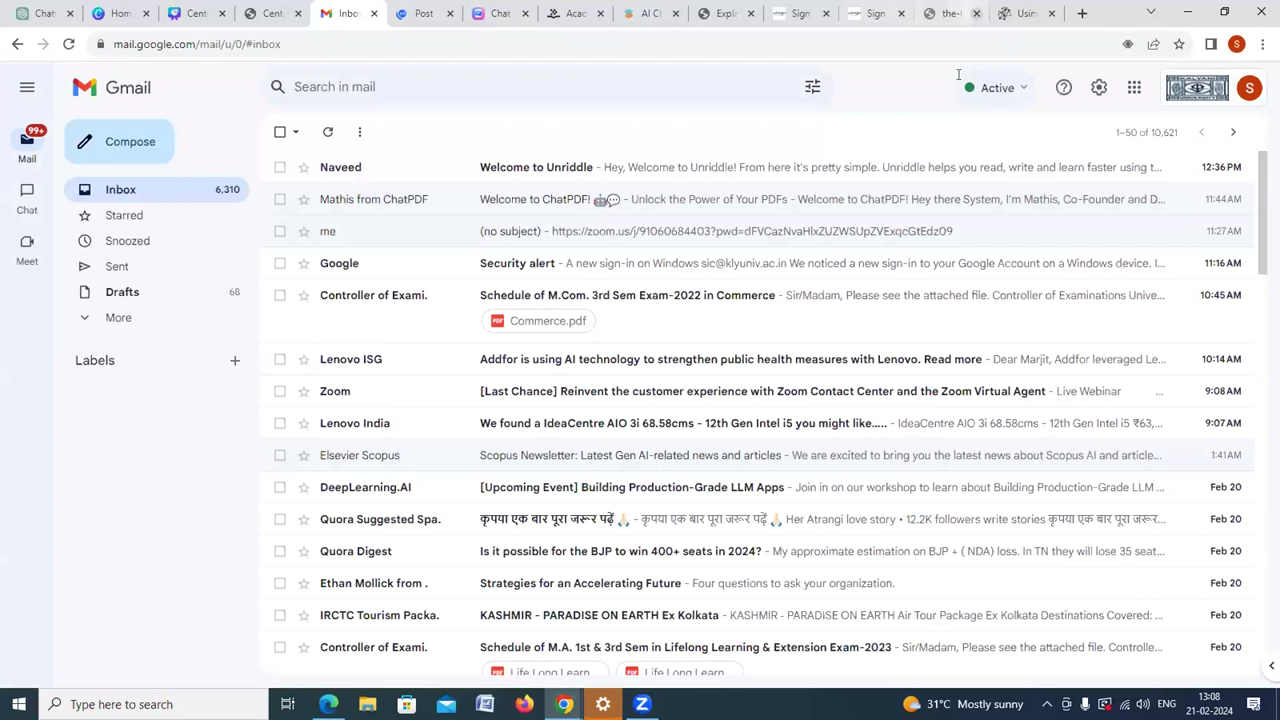 Chat
Hom
Cent
Cent
Inbo
Post
Chat
Acac
AI Cl
Expla
Sign
Sign
the-l
Using
mail.google.com/mail/u/0/#inbox
Gmail
Search in mail
Active
S
99+
Mail
Chat
Meet
Compose
1–50 of 10,621
Inbox 6,310
Starred
Snoozed
Sent
Drafts 68
More
Labels
Naveed Welcome to Unriddle - Hey, Welcome to Unriddle! From here it's pretty simple. Unriddle helps you read, write and learn faster using t... 12:36 PM
Mathis from ChatPDF Welcome to ChatPDF! 🤖💬 - Unlock the Power of Your PDFs - Welcome to ChatPDF! Hey there System, I'm Mathis, Co-Founder and D... 11:44 AM
me (no subject) - https://zoom.us/j/91060684403?pwd=dFVCazNvaHlxZUZWSUpZVExqcGtEdz09 11:27 AM
Google Security alert - A new sign-in on Windows sic@klyuniv.ac.in We noticed a new sign-in to your Google Account on a Windows device. I... 11:16 AM
Controller of Exami. Schedule of M.Com. 3rd Sem Exam-2022 in Commerce - Sir/Madam, Please see the attached file. Controller of Examinations Unive... 10:45 AM
PDF Commerce.pdf
Lenovo ISG Addfor is using AI technology to strengthen public health measures with Lenovo. Read more - Dear Marjit, Addfor leveraged Le... 10:14 AM
Zoom [Last Chance] Reinvent the customer experience with Zoom Contact Center and the Zoom Virtual Agent - Live Webinar ... 9:08 AM
Lenovo India We found a IdeaCentre AIO 3i 68.58cms - 12th Gen Intel i5 you might like..... - IdeaCentre AIO 3i 68.58cms - 12th Gen Intel i5 ₹63,... 9:07 AM
Elsevier Scopus Scopus Newsletter: Latest Gen AI-related news and articles - We are excited to bring you the latest news about Scopus AI and article... 1:41 AM
DeepLearning.AI [Upcoming Event] Building Production-Grade LLM Apps - Join in on our workshop to learn about Building Production-Grade LLM ... Feb 20
Quora Suggested Spa. कृपया एक बार पूरा जरूर पढ़ें 🙏🏻 - कृपया एक बार पूरा जरूर पढ़ें 🙏🏻 Her Atrangi love story • 12.2K followers write stories कृपया एक बार पूरा जरूर पढ़... Feb 20
Quora Digest Is it possible for the BJP to win 400+ seats in 2024? - My approximate estimation on BJP + ( NDA) loss. In TN they will lose 35 seat... Feb 20
Ethan Mollick from . Strategies for an Accelerating Future - Four questions to ask your organization. Feb 20
IRCTC Tourism Packa. KASHMIR - PARADISE ON EARTH Ex Kolkata - KASHMIR - PARADISE ON EARTH Air Tour Package Ex Kolkata Destinations Covered: ... Feb 20
Controller of Exami. Schedule of M.A. 1st & 3rd Sem in Lifelong Learning & Extension Exam-2023 - Sir/Madam, Please see the attached file. Controlle... Feb 20
PDF Life Long Learn... PDF Life Long Learn...
Type here to search
31°C Mostly sunny
ENG
13:08
21-02-2024